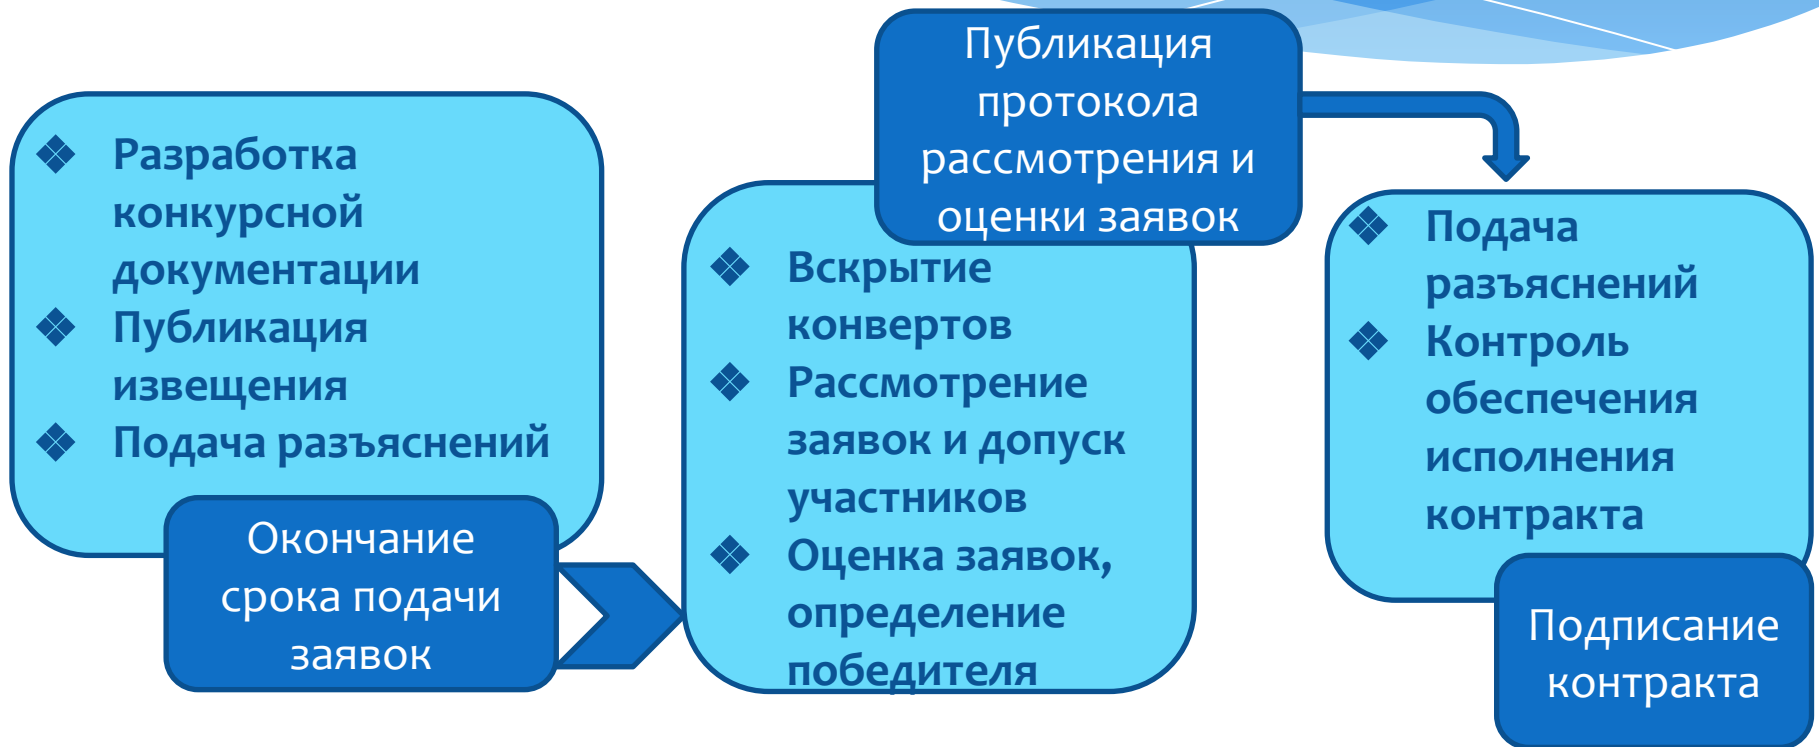 Разработка
конкурсной
документации
Публикация
извещения
Подача разъяснений
Окончание
срока подачи
заявок
Публикация
протокола
рассмотрения и
оценки заявок
Вскрытие
конвертов
Рассмотрение
заявок и допуск
участников
Оценка заявок,
определение
победителя
Подача
разъяснений
Контроль
обеспечения
исполнения
контракта
Подписание
контракта